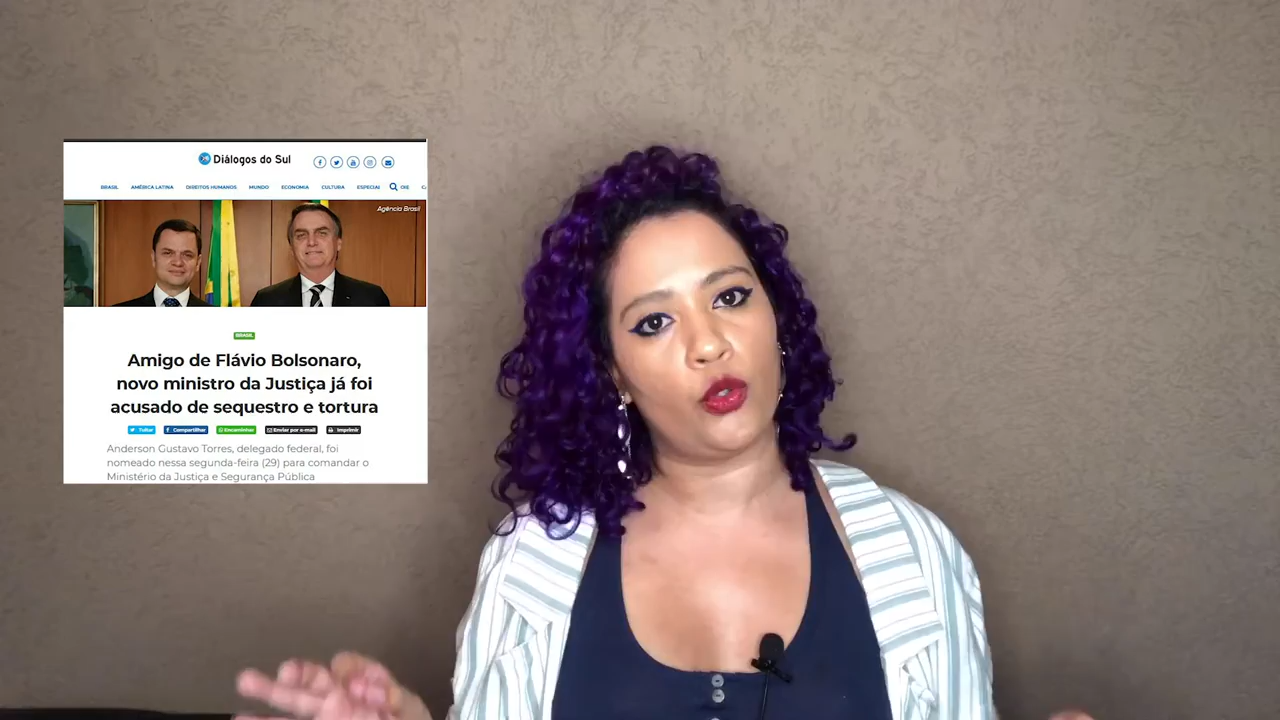 Diálogos do Sul
BRASIL AMÉRICA LATINA DIREITOS HUMANOS MUNDO ECONOMIA CULTURA ESPECIAI
Agência Brasil
BRASIL
Amigo de Flávio Bolsonaro,
novo ministro da Justiça já foi
acusado de sequestro e tortura
Tuitar Compartilhar Encaminhar Enviar por e-mail Imprimir
Anderson Gustavo Torres, delegado federal, foi
nomeado nessa segunda-feira (29) para comandar o
Ministério da Justiça e Segurança Pública